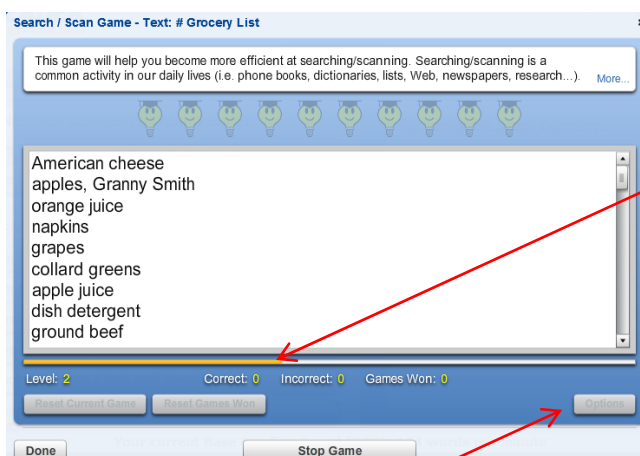 Search / Scan Game - Text: # Grocery List
This game will help you become more efficient at searching/scanning. Searching/scanning is a
common activity in our daily lives (i.e. phone books, dictionaries, lists, Web, newspapers, research...). More...
American cheese
apples, Granny Smith
orange juice
napkins
grapes
collard greens
apple juice
dish detergent
ground beef
Level: 2 Correct: 0 Incorrect: 0 Games Won: 0
Reset Current Game Reset Games Won Options
Done Stop Game